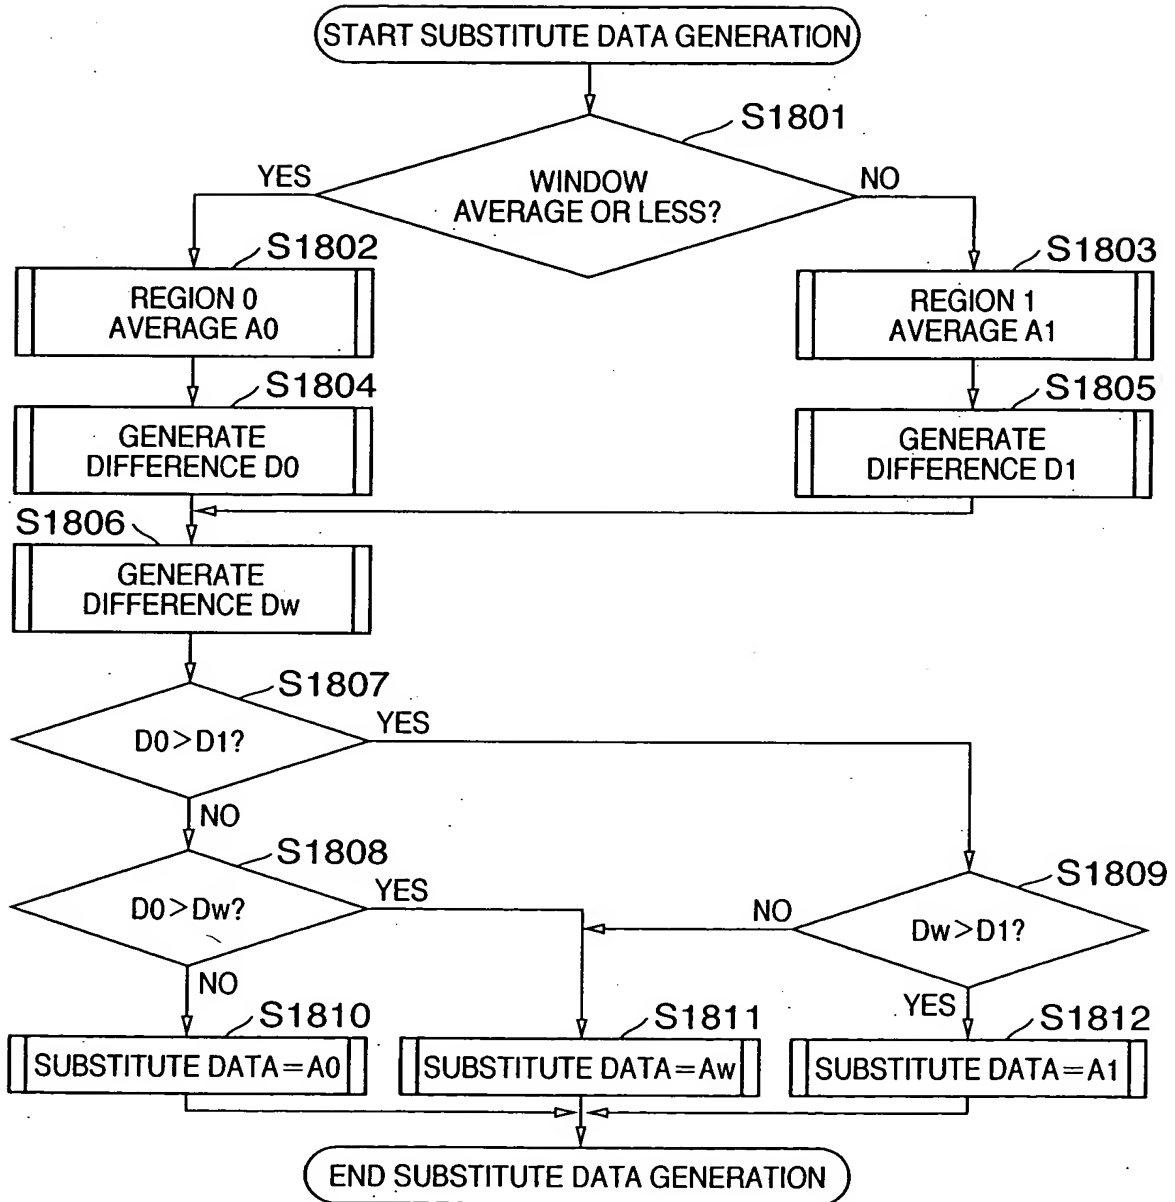 START SUBSTITUTE DATA GENERATION
S1801
YES
WINDOW
AVERAGE OR LESS?
NO
S1802
REGION 0
AVERAGE A0
S1803
REGION 1
AVERAGE A1
S1804
GENERATE
DIFFERENCE D0
S1805
GENERATE
DIFFERENCE D1
S1806
GENERATE
DIFFERENCE Dw
S1807
D0>D1?
YES
NO
S1808
D0>Dw?
YES
NO
S1809
NO
Dw>D1?
YES
S1810
SUBSTITUTE DATA=A0
S1811
SUBSTITUTE DATA=Aw
S1812
SUBSTITUTE DATA=A1
END SUBSTITUTE DATA GENERATION